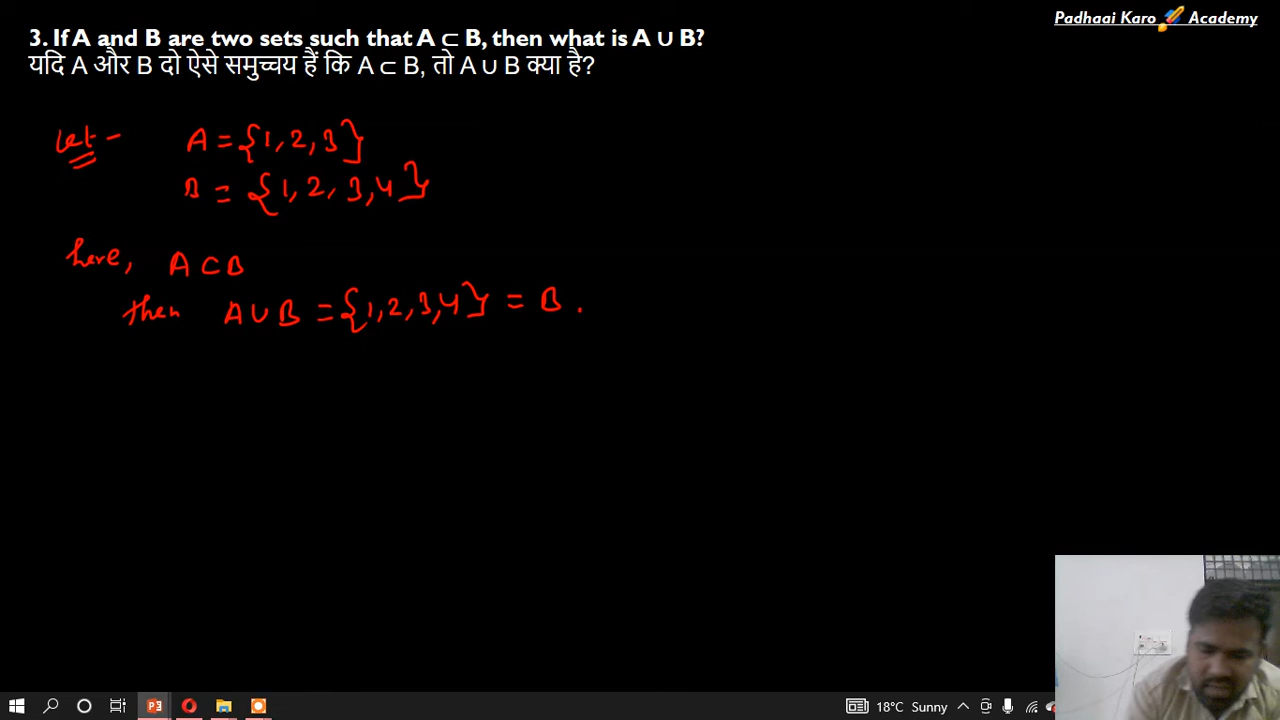 Padhaai Karo Academy
3. If A and B are two sets such that A ⊂ B, then what is A ∪ B?
यदि A और B दो ऐसे समुच्चय हैं कि A ⊂ B, तो A ∪ B क्या है?
Let - A = {1, 2, 3}
B = {1, 2, 3, 4}
here, A ⊂ B
then A ∪ B = {1, 2, 3, 4} = B .
18°C Sunny